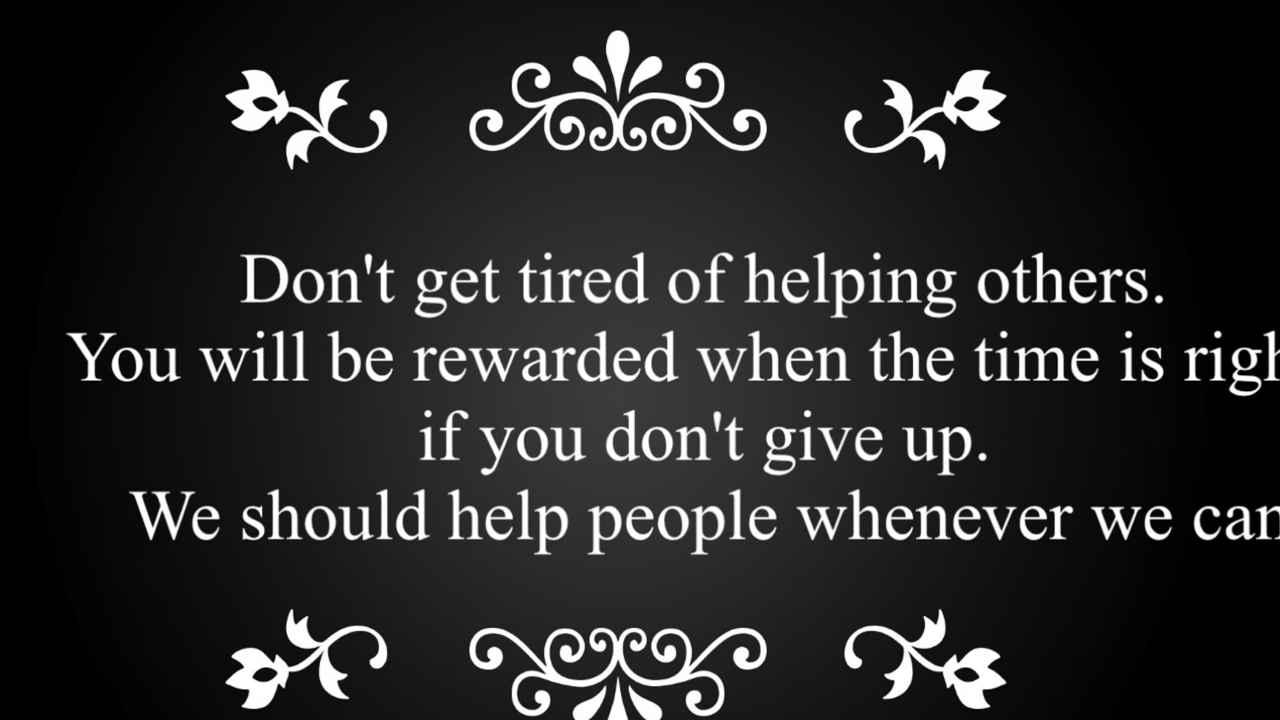 Don't get tired of helping others.
You will be rewarded when the time is righ
if you don't give up.
We should help people whenever we can